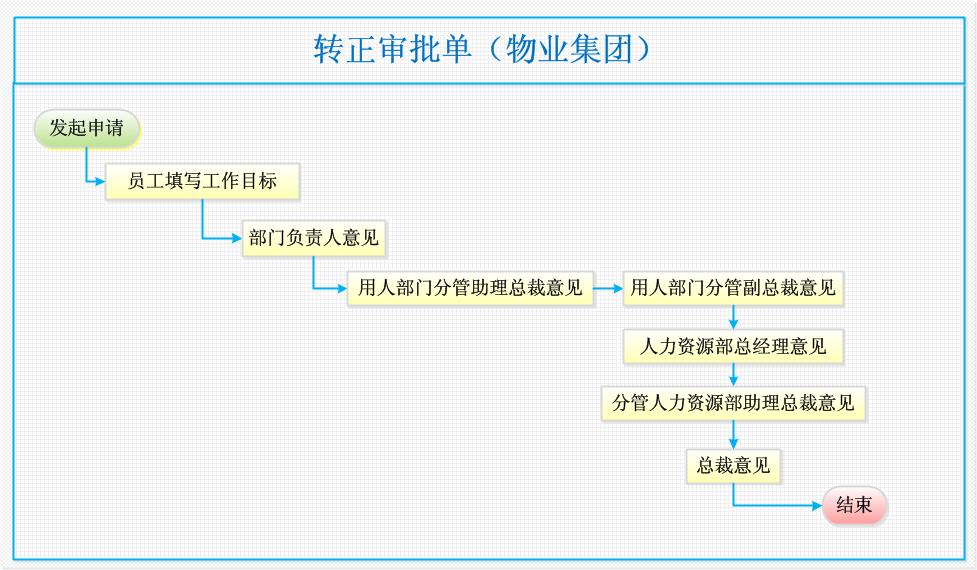 转正审批单（物业集团）
发起申请
员工填写工作目标
部门负责人意见
用人部门分管助理总裁意见
用人部门分管副总裁意见
人力资源部总经理意见
分管人力资源部助理总裁意见
总裁意见
结束